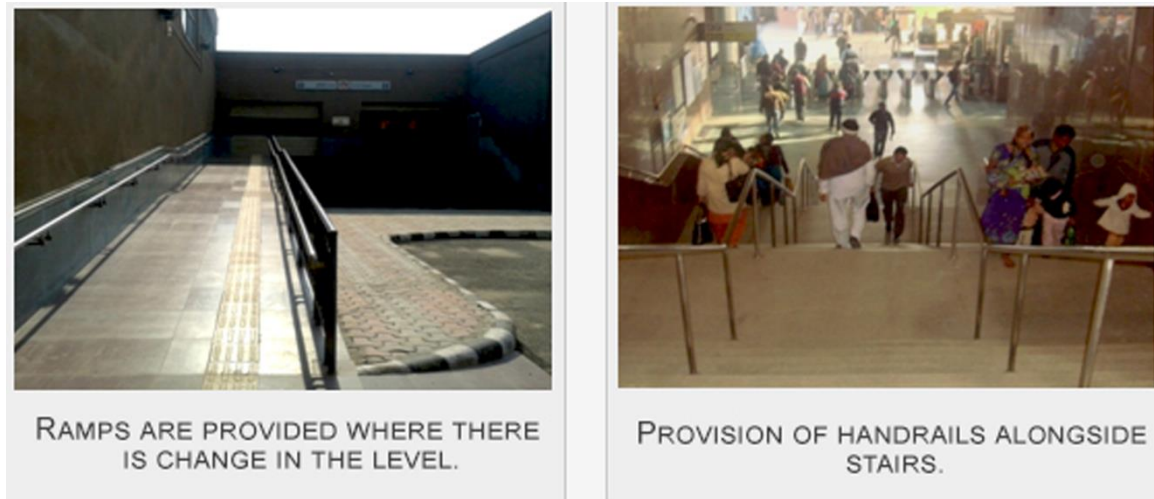 RAMPS ARE PROVIDED WHERE THERE
IS CHANGE IN THE LEVEL.
PROVISION OF HANDRAILS ALONGSIDE
STAIRS.